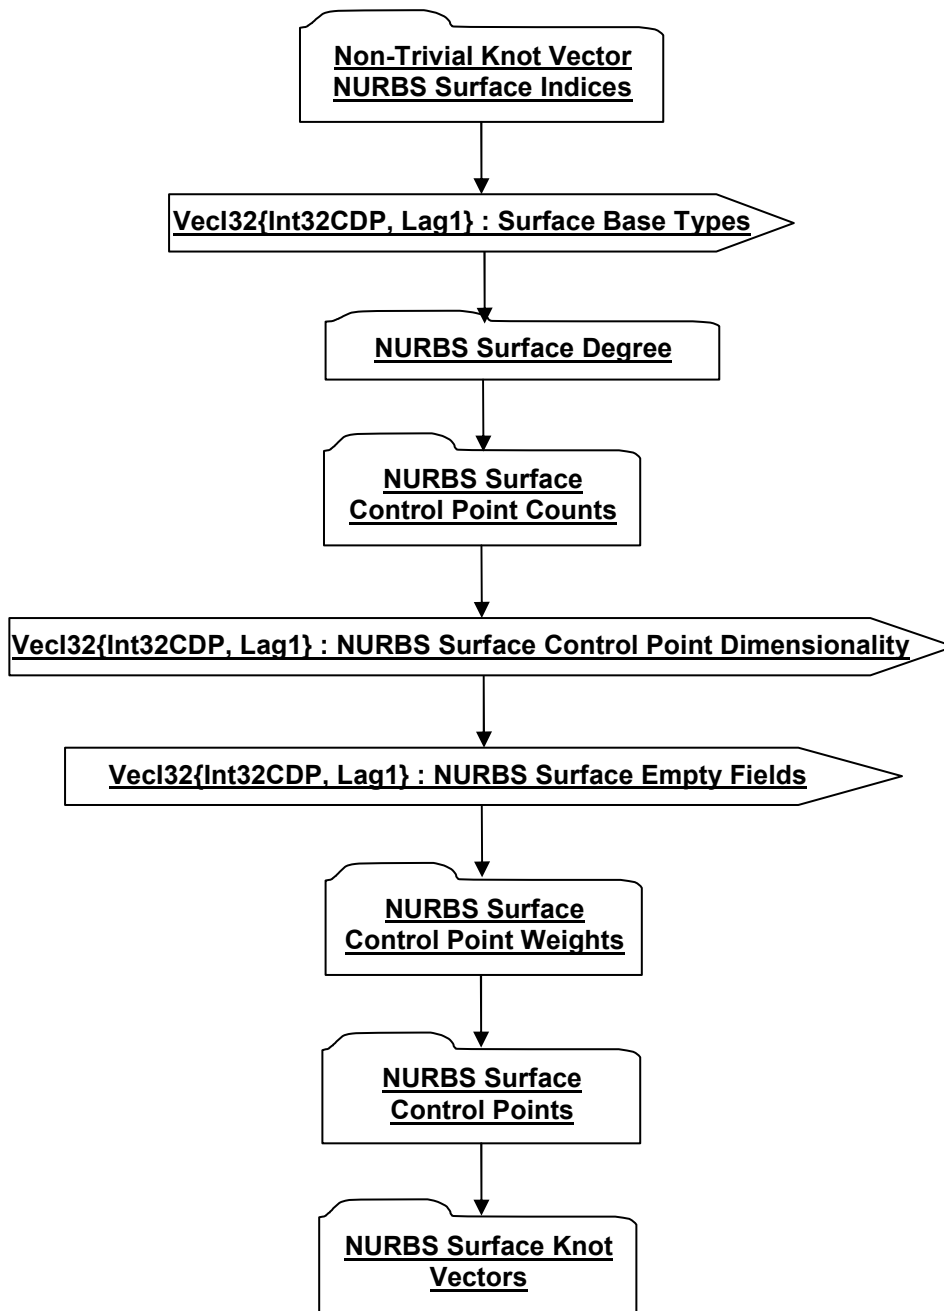 Non-Trivial Knot Vector
NURBS Surface Indices
VecI32{Int32CDP, Lag1} : Surface Base Types
NURBS Surface Degree
NURBS Surface
Control Point Counts
VecI32{Int32CDP, Lag1} : NURBS Surface Control Point Dimensionality
VecI32{Int32CDP, Lag1} : NURBS Surface Empty Fields
NURBS Surface
Control Point Weights
NURBS Surface
Control Points
NURBS Surface Knot
Vectors